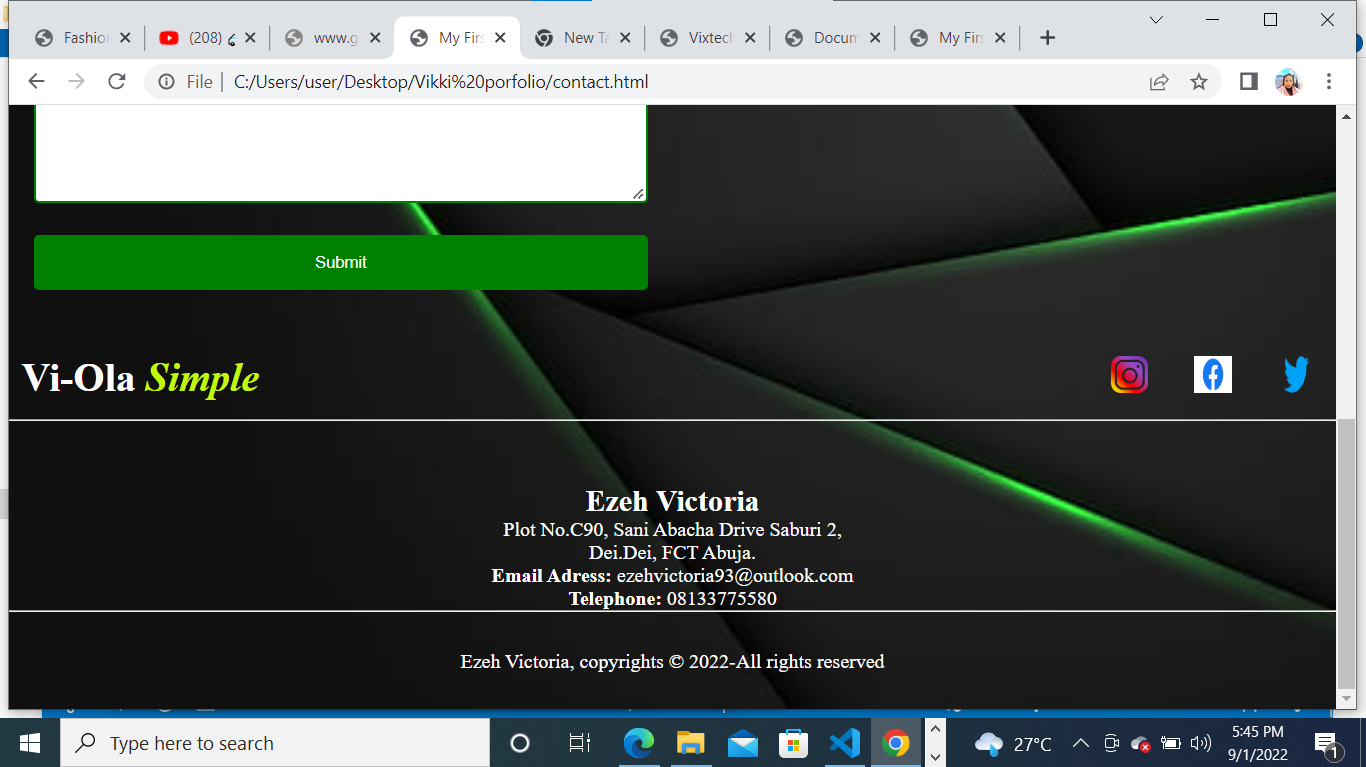 Fashion
(208)
www.g
My Firs
New Ta
Vixtech
Docum
My Firs
File
C:/Users/user/Desktop/Vikki%20porfolio/contact.html
Submit
Vi-Ola Simple
Ezeh Victoria
Plot No.C90, Sani Abacha Drive Saburi 2,
Dei.Dei, FCT Abuja.
Email Adress: ezehvictoria93@outlook.com
Telephone: 08133775580
Ezeh Victoria, copyrights © 2022-All rights reserved
Type here to search
27°C
5:45 PM
9/1/2022
1